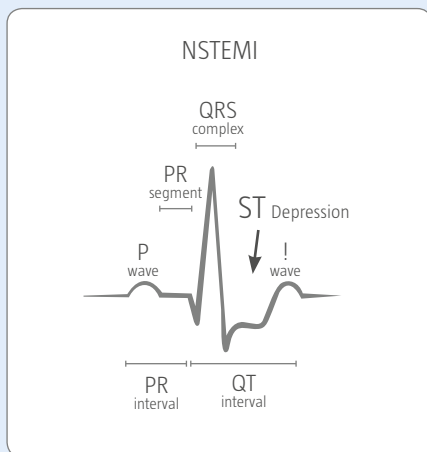 NSTEMI
QRS
complex
PR
segment
ST Depression
P
wave
!
wave
PR
interval
QT
interval